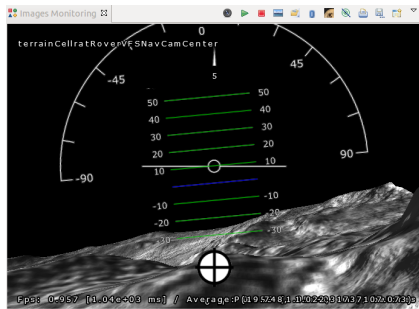 Images Monitoring
0
terrainCellratRoverVFSNavCamCenter
-45 5 45
50 50
40 40
30 30
20 20
10 10
-90 90
-10 -10
-20 -20
-30 -30
Fps: 0.957 [1.04e+03 ms] / Average: